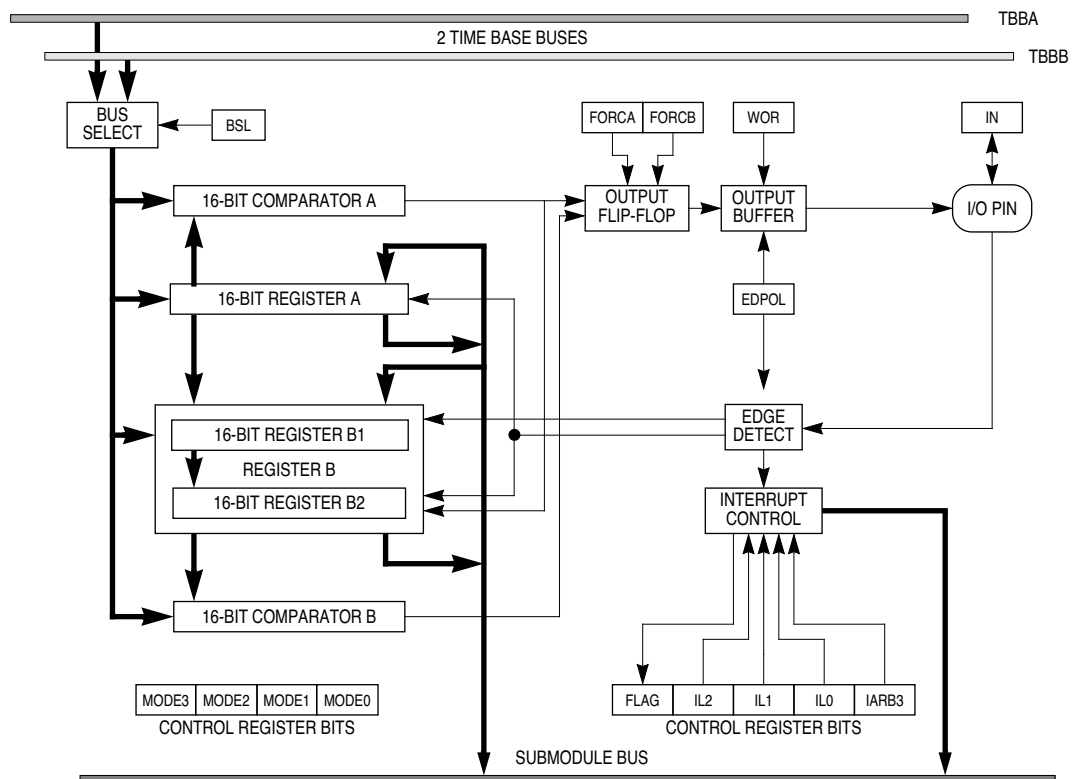 TBBA
2 TIME BASE BUSES
TBBB
BUS
SELECT
BSL
FORCA
FORCB
WOR
IN
16-BIT COMPARATOR A
OUTPUT
FLIP-FLOP
OUTPUT
BUFFER
I/O PIN
16-BIT REGISTER A
EDPOL
16-BIT REGISTER B1
REGISTER B
16-BIT REGISTER B2
EDGE
DETECT
INTERRUPT
CONTROL
16-BIT COMPARATOR B
MODE3
MODE2
MODE1
MODE0
CONTROL REGISTER BITS
FLAG
IL2
IL1
IL0
IARB3
CONTROL REGISTER BITS
SUBMODULE BUS